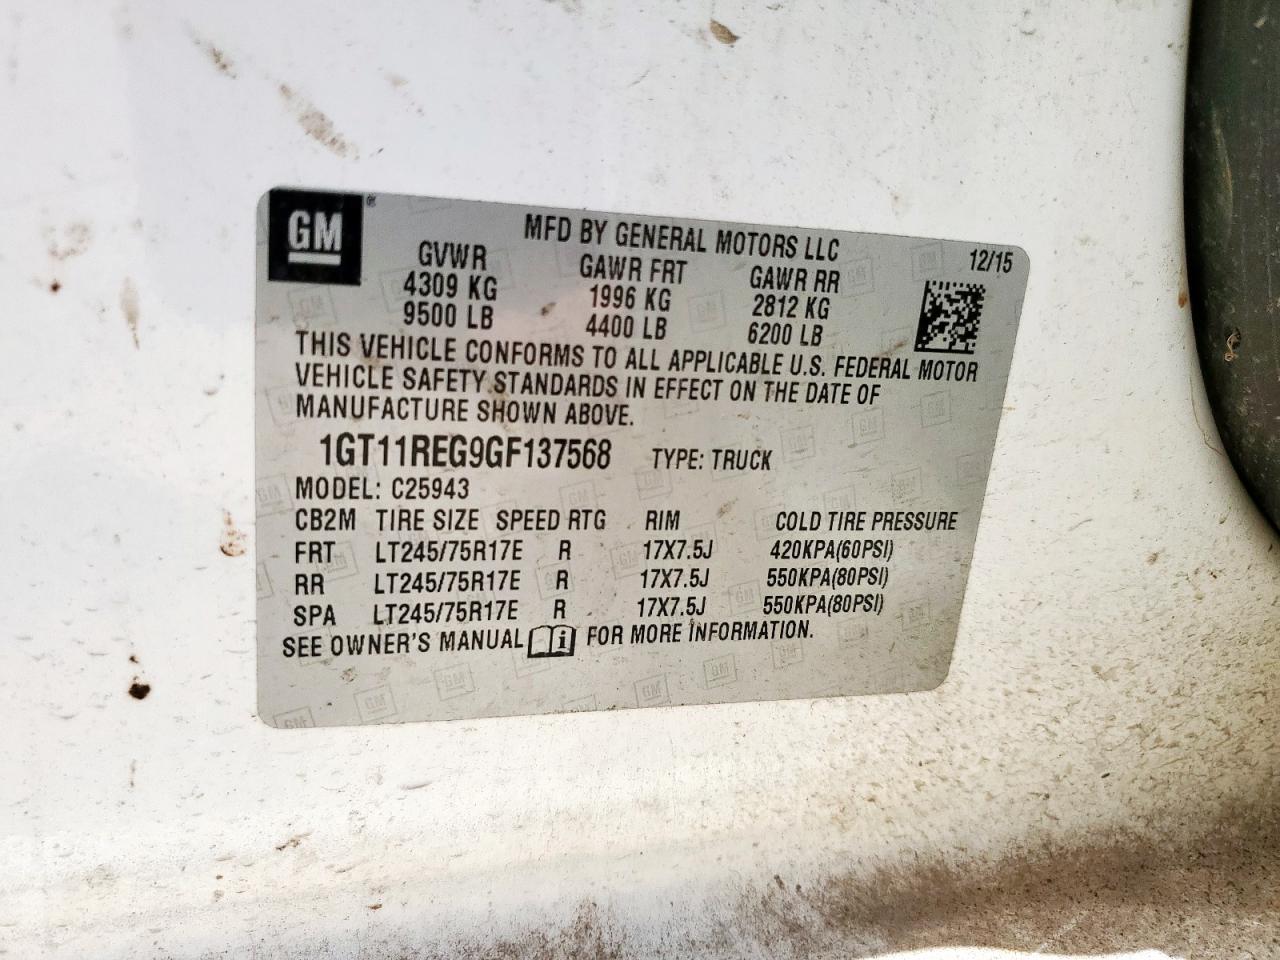 GM ®
MFD BY GENERAL MOTORS LLC
12/15
GVWR GAWR FRT GAWR RR
4309 KG 1996 KG 2812 KG
9500 LB 4400 LB 6200 LB
THIS VEHICLE CONFORMS TO ALL APPLICABLE U.S. FEDERAL MOTOR
VEHICLE SAFETY STANDARDS IN EFFECT ON THE DATE OF
MANUFACTURE SHOWN ABOVE.
1GT11REG9GF137568 TYPE: TRUCK
MODEL: C25943
CB2M TIRE SIZE SPEED RTG RIM COLD TIRE PRESSURE
FRT LT245/75R17E R 17X7.5J 420KPA(60PSI)
RR LT245/75R17E R 17X7.5J 550KPA(80PSI)
SPA LT245/75R17E R 17X7.5J 550KPA(80PSI)
SEE OWNER'S MANUAL i FOR MORE INFORMATION.